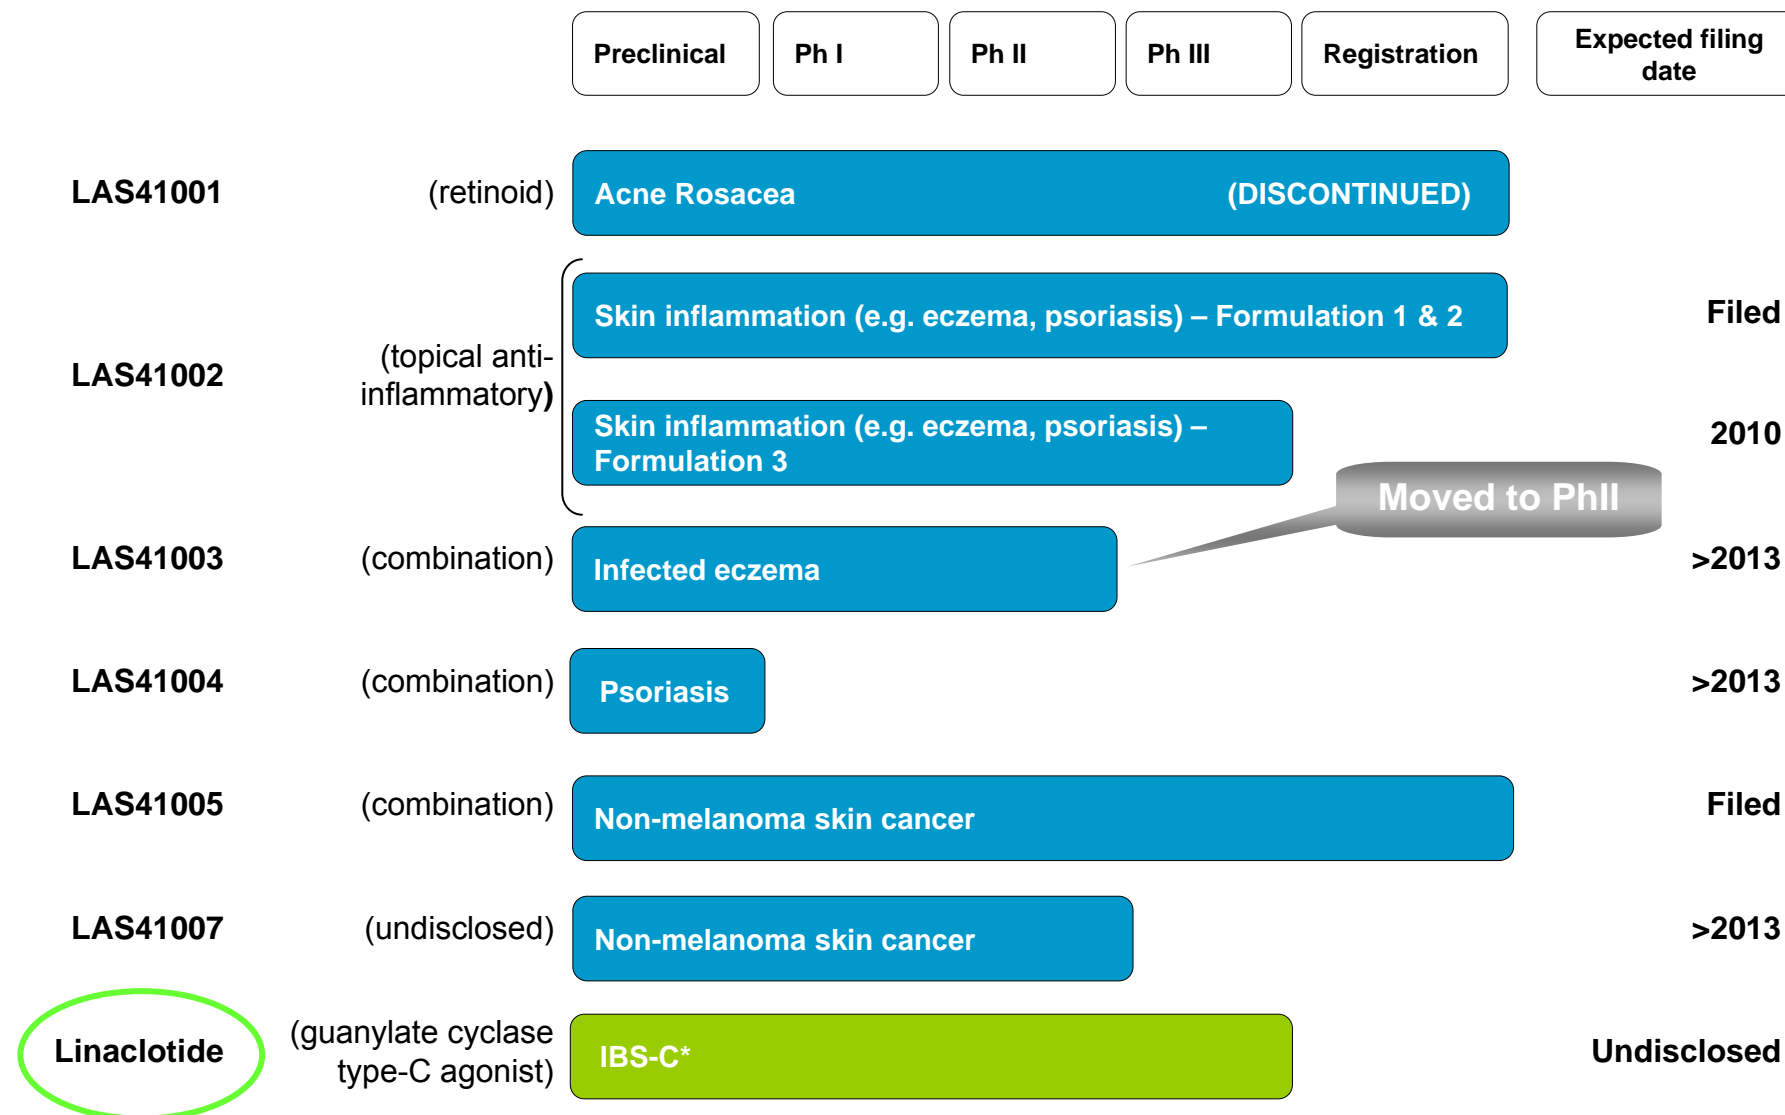 Preclinical
Ph I
Ph II
Ph III
Registration
Expected filing
date
LAS41001
(retinoid)
Acne Rosacea
(DISCONTINUED)
LAS41002
(topical anti-
inflammatory)
Skin inflammation (e.g. eczema, psoriasis) – Formulation 1 & 2
Filed
Skin inflammation (e.g. eczema, psoriasis) –
Formulation 3
2010
Moved to PhII
LAS41003
(combination)
Infected eczema
>2013
LAS41004
(combination)
Psoriasis
>2013
LAS41005
(combination)
Non-melanoma skin cancer
Filed
LAS41007
(undisclosed)
Non-melanoma skin cancer
>2013
Linaclotide
(guanylate cyclase
type-C agonist)
IBS-C*
Undisclosed